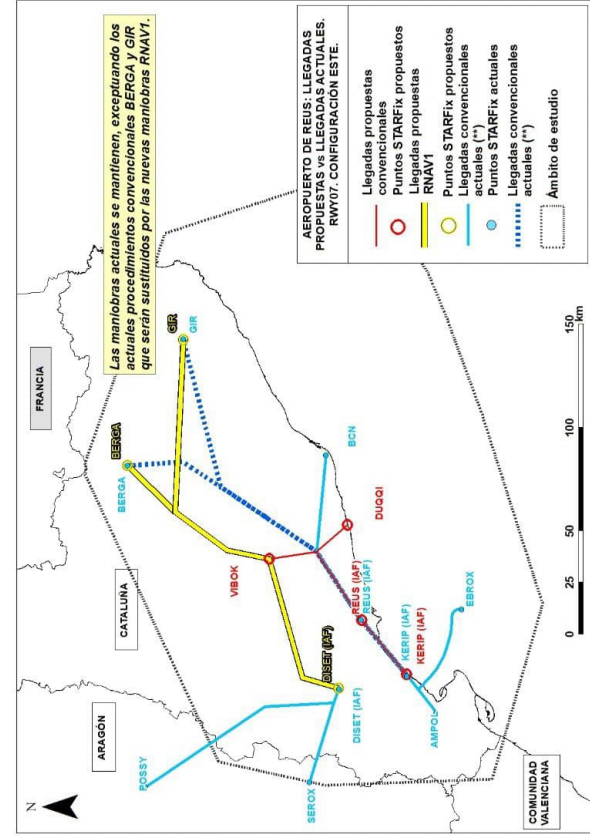 Las maniobras actuales se mantienen, exceptuando los
actuales procedimientos convencionales BERGA y GIR
que serán sustituidos por las nuevas maniobras RNAV1.
FRANCIA
GIR
GIR
BERGA
BERGA
CATALUÑA
ARAGÓN
POSSY
SEROX
VIBOK
BCN
DUQQI
DISET (IAF)
DISET (IAF)
REUS (IAF)
REUS (IAF)
KERIP (IAF)
KERIP (IAF)
AMPOL
EBROX
COMUNIDAD
VALENCIANA
N
0 25 50 100 150
km
AEROPUERTO DE REUS: LLEGADAS
PROPUESTAS vs LLEGADAS ACTUALES.
RWY07. CONFIGURACIÓN ESTE.
Llegadas propuestas
convencionales
Puntos STARFix propuestos
Llegadas propuestas
RNAV1
Puntos STARFix propuestos
Llegadas convencionales
actuales (**)
Puntos STARFix actuales
Llegadas convencionales
actuales (**)
Ámbito de estudio